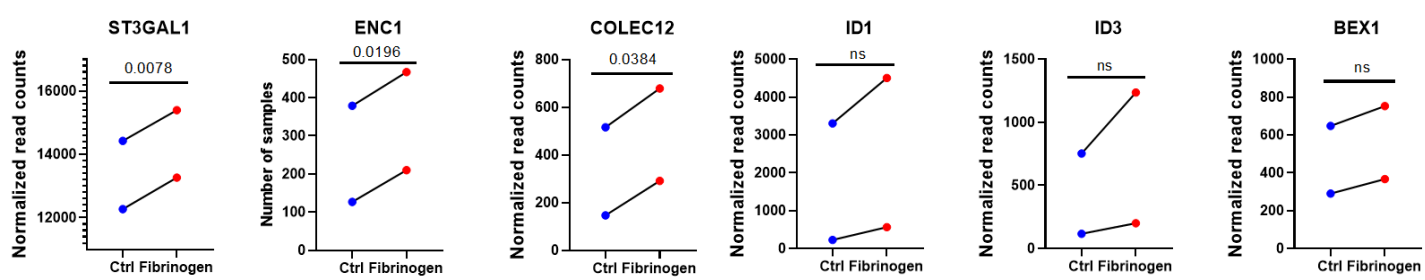 ST3GAL1
Normalized read counts
0.0078
16000
14000
12000
Ctrl Fibrinogen
ENC1
Number of samples
0.0196
500
400
300
200
100
0
Ctrl Fibrinogen
COLEC12
Normalized read counts
0.0384
800
600
400
200
0
Ctrl Fibrinogen
ID1
Normalized read counts
ns
5000
4000
3000
2000
1000
0
Ctrl Fibrinogen
ID3
Normalized read counts
ns
1500
1000
500
0
Ctrl Fibrinogen
BEX1
Normalized read counts
ns
1000
800
600
400
200
0
Ctrl Fibrinogen